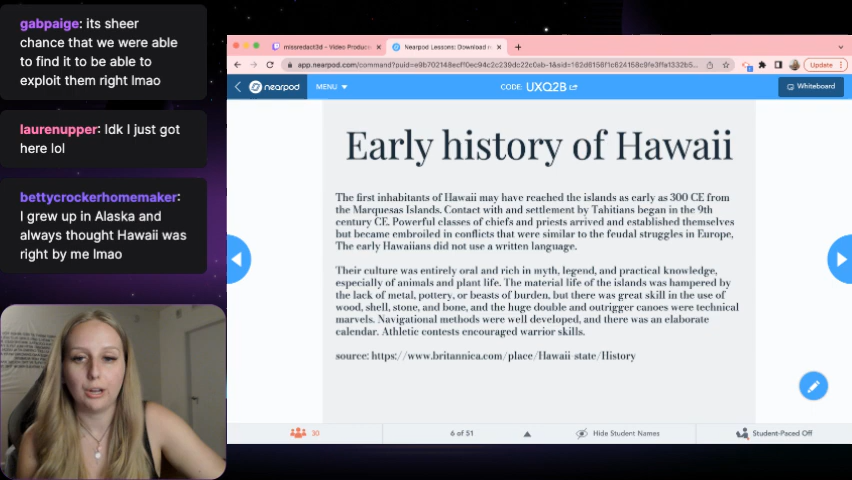 gabpaige: its sheer
chance that we were able
to find it to be able to
exploit them right lmao
laurenupper: Idk I just got
here lol
bettycrockerhomemaker:
I grew up in Alaska and
always thought Hawaii was
right by me lmao
missredact3d - Video Produce
Nearpod Lessons: Download
Update
nearpod
MENU
CODE: UXQ2B
Whiteboard
Early history of Hawaii
The first inhabitants of Hawaii may have reached the islands as early as 300 CE from
the Marquesas Islands. Contact with and settlement by Tahitians began in the 9th
century CE. Powerful classes of chiefs and priests arrived and established themselves
but became embroiled in conflicts that were similar to the feudal struggles in Europe,
The early Hawaiians did not use a written language.
Their culture was entirely oral and rich in myth, legend, and practical knowledge,
especially of animals and plant life. The material life of the islands was hampered by
the lack of metal, pottery, or beasts of burden, but there was great skill in the use of
wood, shell, stone, and bone, and the huge double and outrigger canoes were technical
marvels. Navigational methods were well developed, and there was an elaborate
calendar. Athletic contests encouraged warrior skills.
source: https://www.britannica.com/place/Hawaii-state/History
30
6 of 51
Hide Student Names
Student-Paced Off